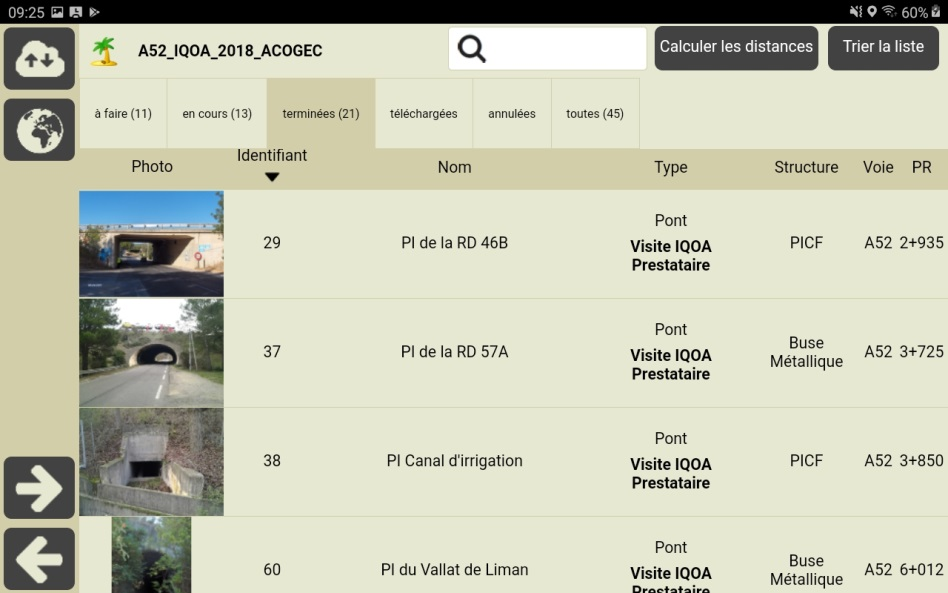 09:25 60%
A52_IQOA_2018_ACOGEC
Calculer les distances
Trier la liste
à faire (11)
en cours (13)
terminées (21)
téléchargées
annulées
toutes (45)
Photo
Identifiant
Nom
Type
Structure
Voie
PR
29
PI de la RD 46B
Pont
Visite IQOA
Prestataire
PICF
A52
2+935
37
PI de la RD 57A
Pont
Visite IQOA
Prestataire
Buse
Métallique
A52
3+725
38
PI Canal d'irrigation
Pont
Visite IQOA
Prestataire
PICF
A52
3+850
60
PI du Vallat de Liman
Pont
Visite IQOA
Prestataire
Buse
Métallique
A52
6+012